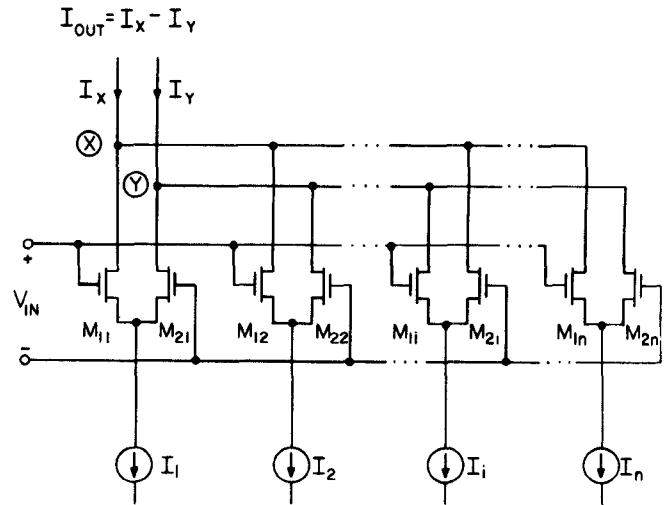 I_OUT = I_X − I_Y
I_X I_Y
X
Y
+
V_IN
−
M_11 M_21 M_12 M_22 M_1i M_2i M_1n M_2n
... ... ... ... ... ... ... ...
I_1 I_2 I_i I_n